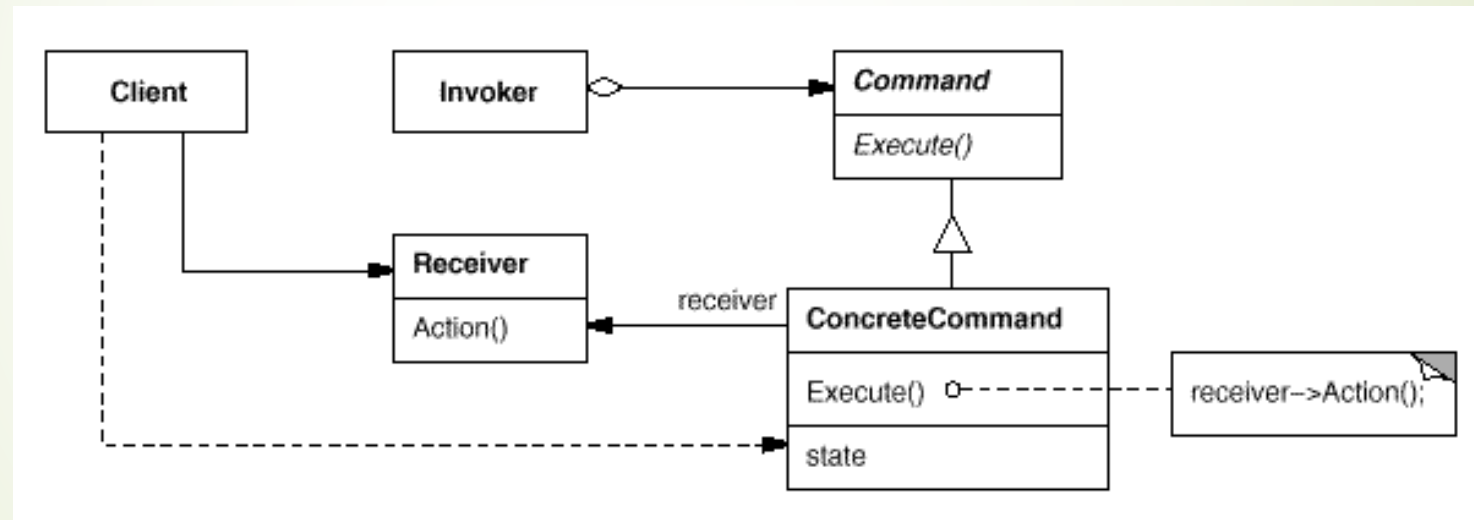 Client
Invoker
Command
Execute()
Receiver
Action()
receiver
ConcreteCommand
Execute()
receiver-->Action();
state